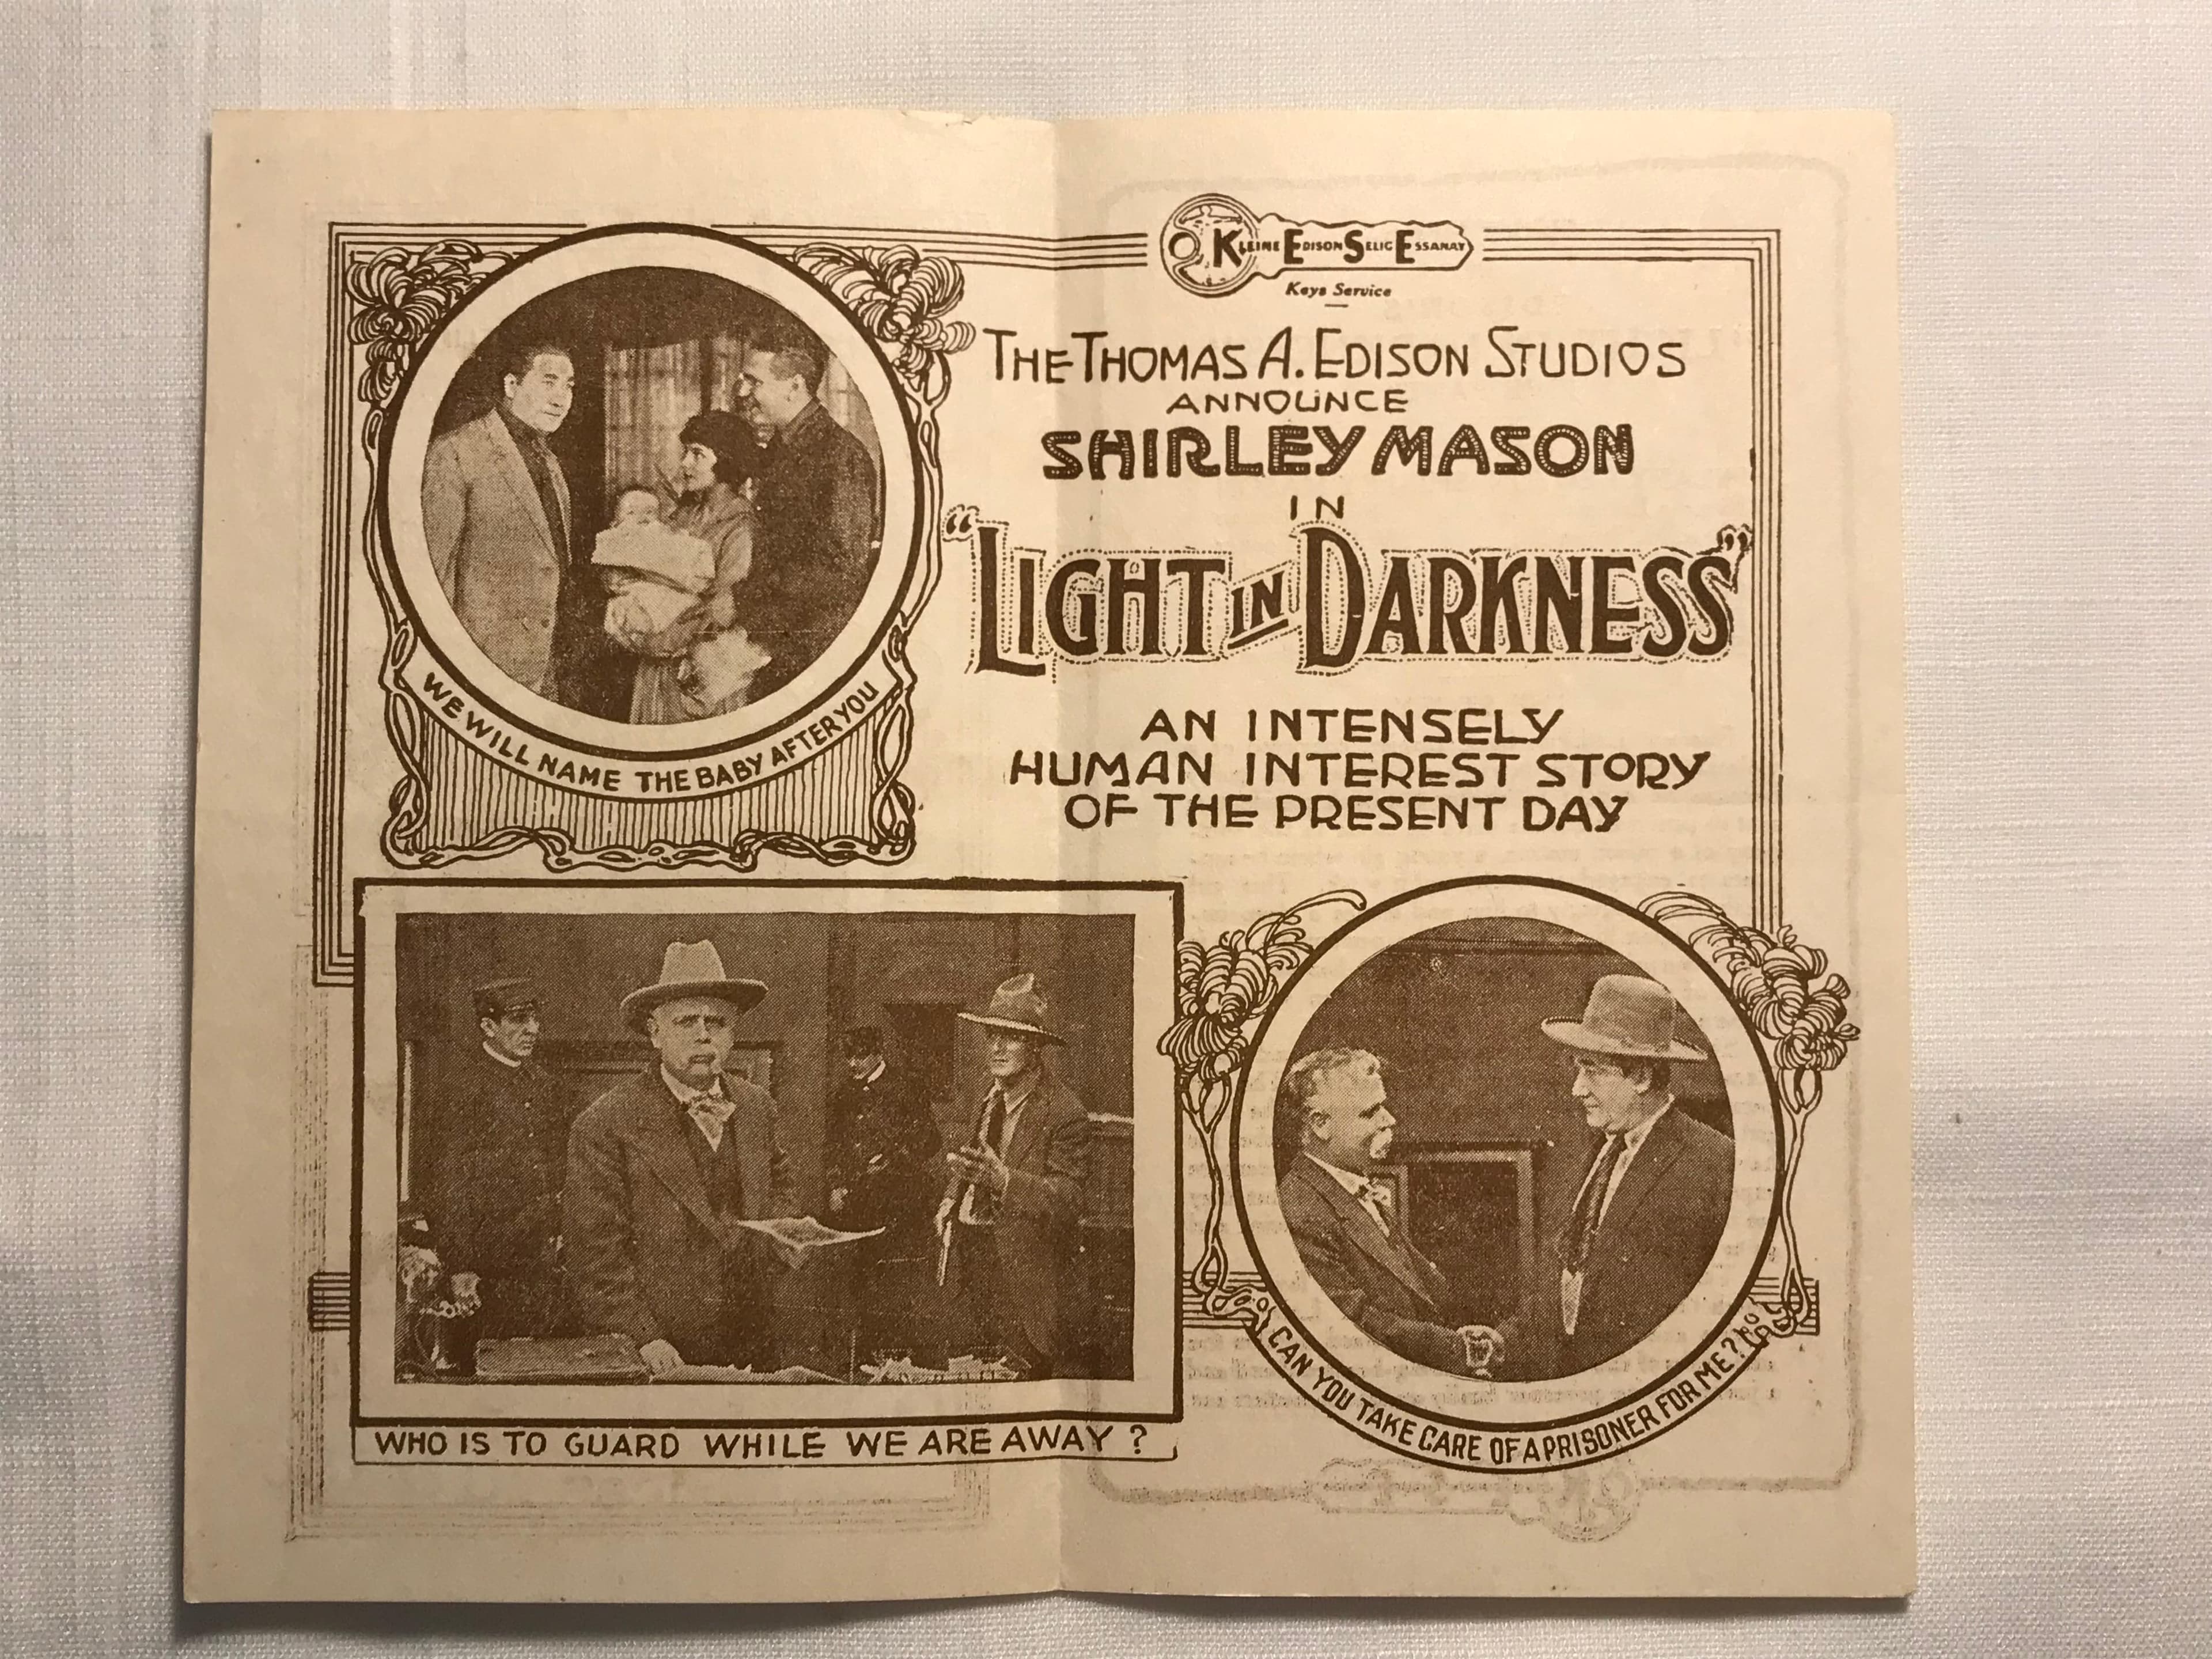 KLEINE EDISON SELIG ESSANAY
Keys Service
THE THOMAS A. EDISON STUDIOS
ANNOUNCE
SHIRLEY MASON
IN
"LIGHT IN DARKNESS"
AN INTENSELY
HUMAN INTEREST STORY
OF THE PRESENT DAY
WE WILL NAME THE BABY AFTER YOU
WHO IS TO GUARD WHILE WE ARE AWAY ?
CAN YOU TAKE CARE OF A PRISONER FOR ME?